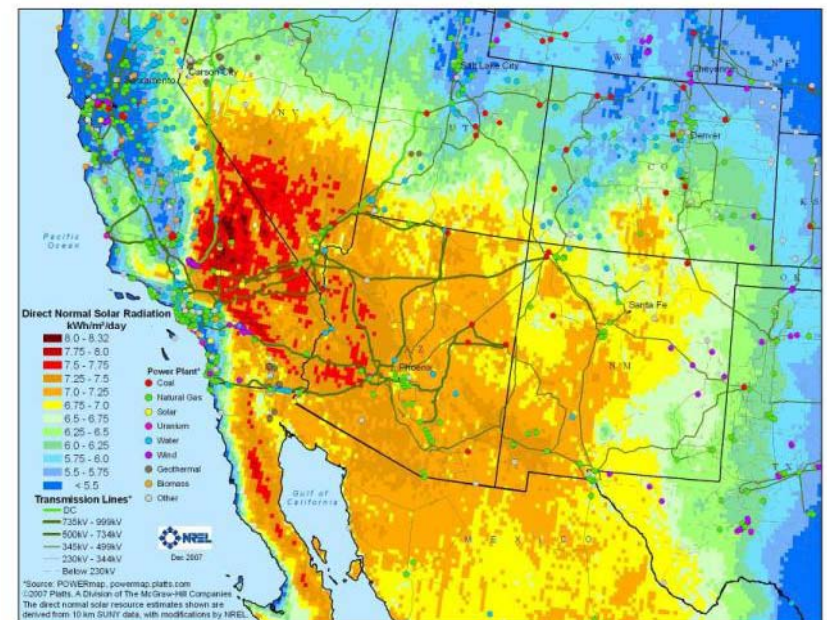 Sacramento
Carson City
Salt Lake City
Cheyenne
W
N E
N V
U T
Denver
C O
K S
Pacific
Ocean
O K
Santa Fe
A Z
Phoenix
N M
T X
Gulf of
California
M E X I C O
Direct Normal Solar Radiation
kWh/m²/day
8.0 - 8.32
7.75 - 8.0
7.5 - 7.75
7.25 - 7.5
7.0 - 7.25
6.75 - 7.0
6.5 - 6.75
6.25 - 6.5
6.0 - 6.25
5.75 - 6.0
5.5 - 5.75
< 5.5
Power Plant*
Coal
Natural Gas
Solar
Uranium
Water
Wind
Geothermal
Biomass
Other
Transmission Lines*
DC
735kV - 999kV
500kV - 734kV
345kV - 499kV
230kV - 344kV
Below 230kV
NREL
Dec 2007
*Source: POWERmap, powermap.platts.com
©2007 Platts, A Division of The McGraw-Hill Companies
The direct normal solar resource estimates shown are
derived from 10 km SUNY data, with modifications by NREL.